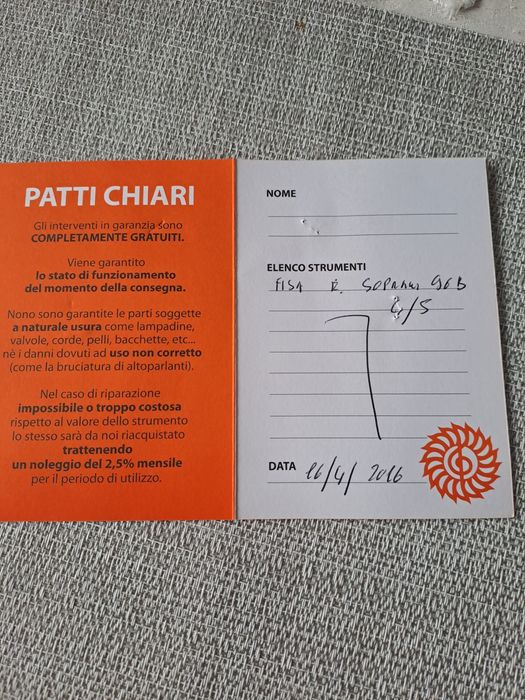 PATTI CHIARI
Gli interventi in garanzia sono
COMPLETAMENTE GRATUITI.
Viene garantito
lo stato di funzionamento
del momento della consegna.
Nono sono garantite le parti soggette
a naturale usura come lampadine,
valvole, corde, pelli, bacchette, etc...
nè i danni dovuti ad uso non corretto
(come la bruciatura di altoparlanti).
Nel caso di riparazione
impossibile o troppo costosa
rispetto al valore dello strumento
lo stesso sarà da noi riacquistato
trattenendo
un noleggio del 2,5% mensile
per il periodo di utilizzo.
NOME
ELENCO STRUMENTI
FISA
4/5
DATA 16/4/2016